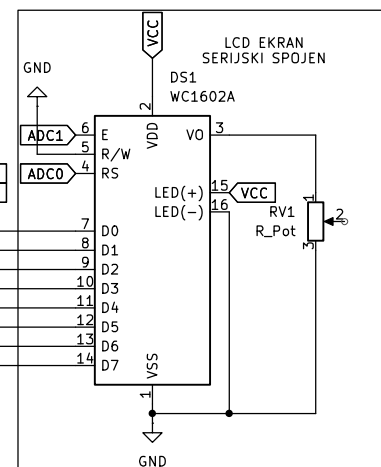 VCC
LCD EKRAN
SERIJSKI SPOJEN
GND
DS1
WC1602A
2
VDD
ADC1 6 E
VO 3
5 R/W
ADC0 4 RS
LED(+) 15 VCC
LED(−) 16
RV1
R_Pot
1
2
3
7 D0
8 D1
9 D2
10 D3
11 D4
12 D5
13 D6
14 D7
VSS
1
GND